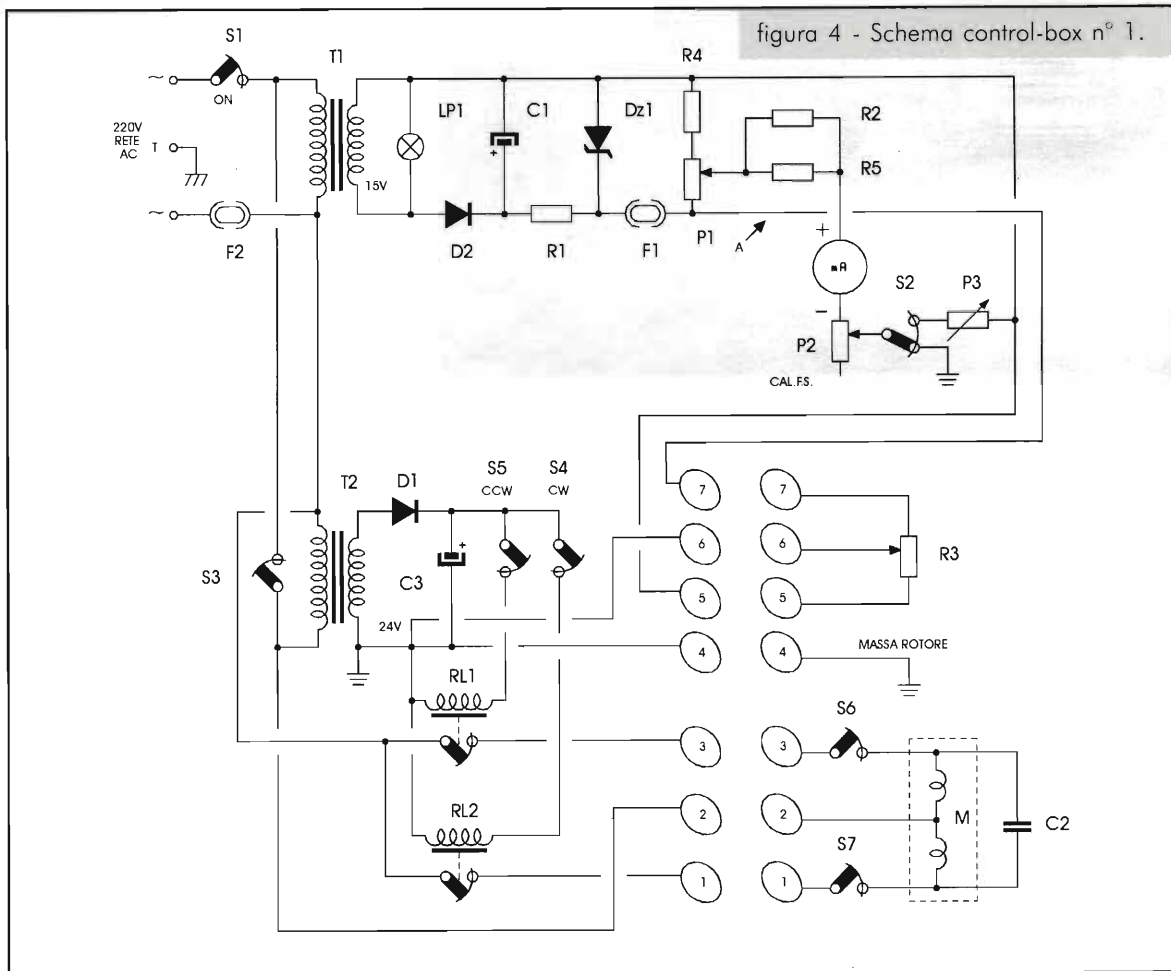 figura 4 - Schema control-box n° 1.
S1
T1
R4
~
ON
LP1
C1
Dz1
R2
220V
RETE
AC
T
+
R5
15V
~
F2
D2
R1
F1
P1
A
+
mA
S2
P3
−
P2
CAL.F.S.
T2
D1
S5
CCW
S4
CW
7
7
+
6
6
R3
S3
C3
5
5
24V
4
4
MASSA ROTORE
RL1
S6
3
3
RL2
2
2
M
C2
S7
1
1